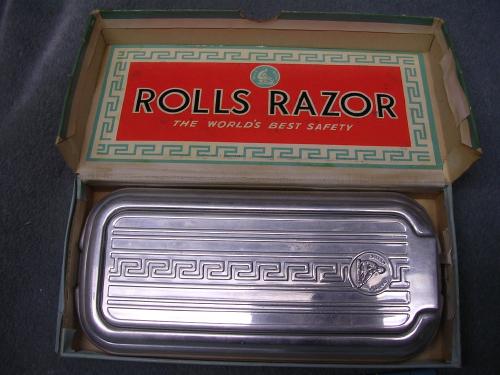 ROLLS RAZOR
THE WORLD'S BEST SAFETY